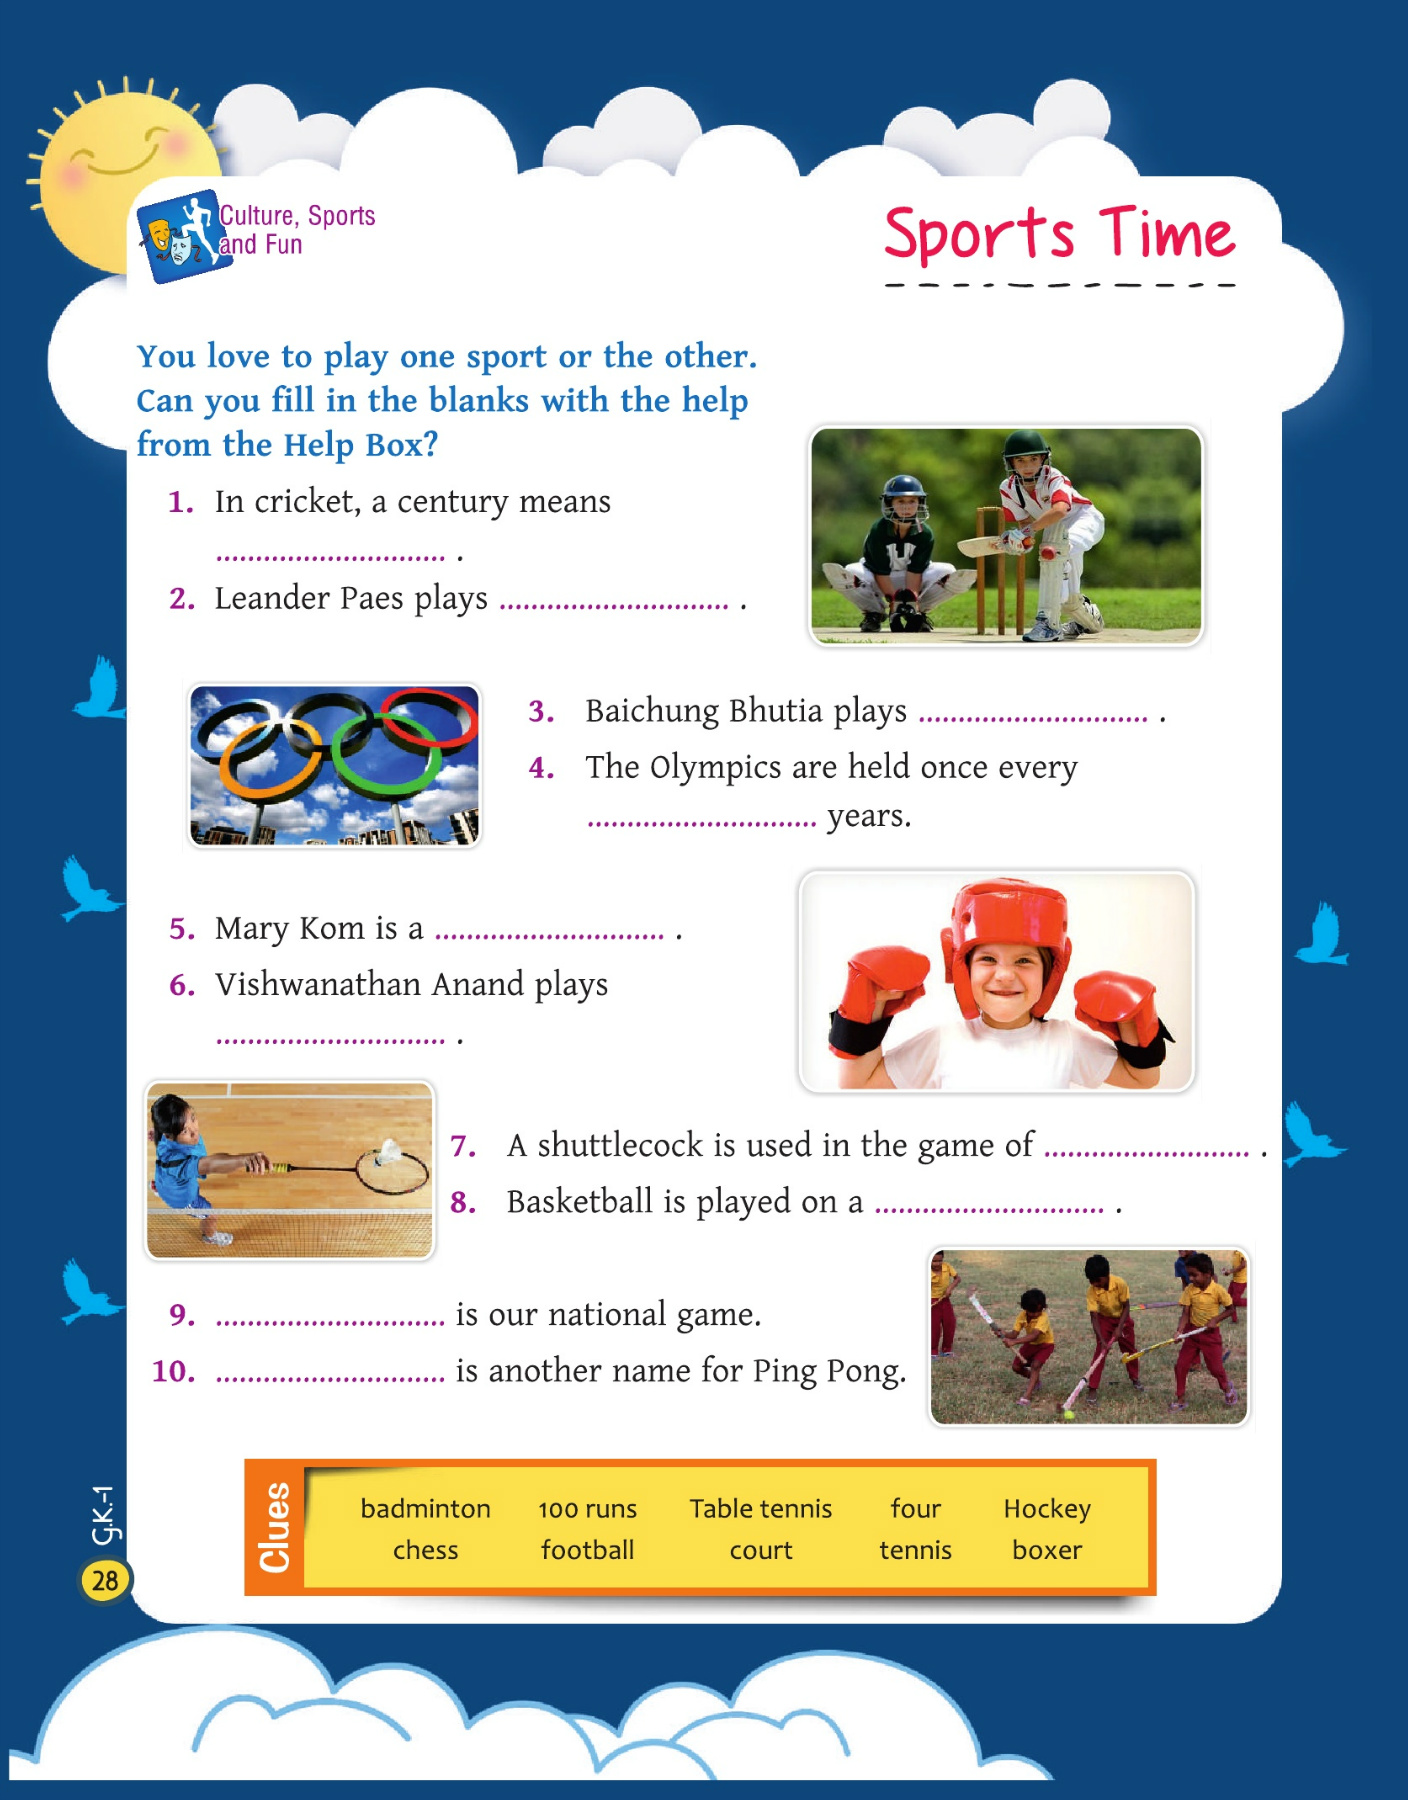 Culture, Sports
and Fun
Sports Time
You love to play one sport or the other.
Can you fill in the blanks with the help
from the Help Box?
1. In cricket, a century means
............................. .
2. Leander Paes plays ............................. .
3. Baichung Bhutia plays ............................. .
4. The Olympics are held once every
............................. years.
5. Mary Kom is a ............................. .
6. Vishwanathan Anand plays
............................. .
7. A shuttlecock is used in the game of .......................... .
8. Basketball is played on a ............................. .
9. ............................. is our national game.
10. ............................. is another name for Ping Pong.
Clues
badminton 100 runs Table tennis four Hockey
chess football court tennis boxer
G.K.-1
28